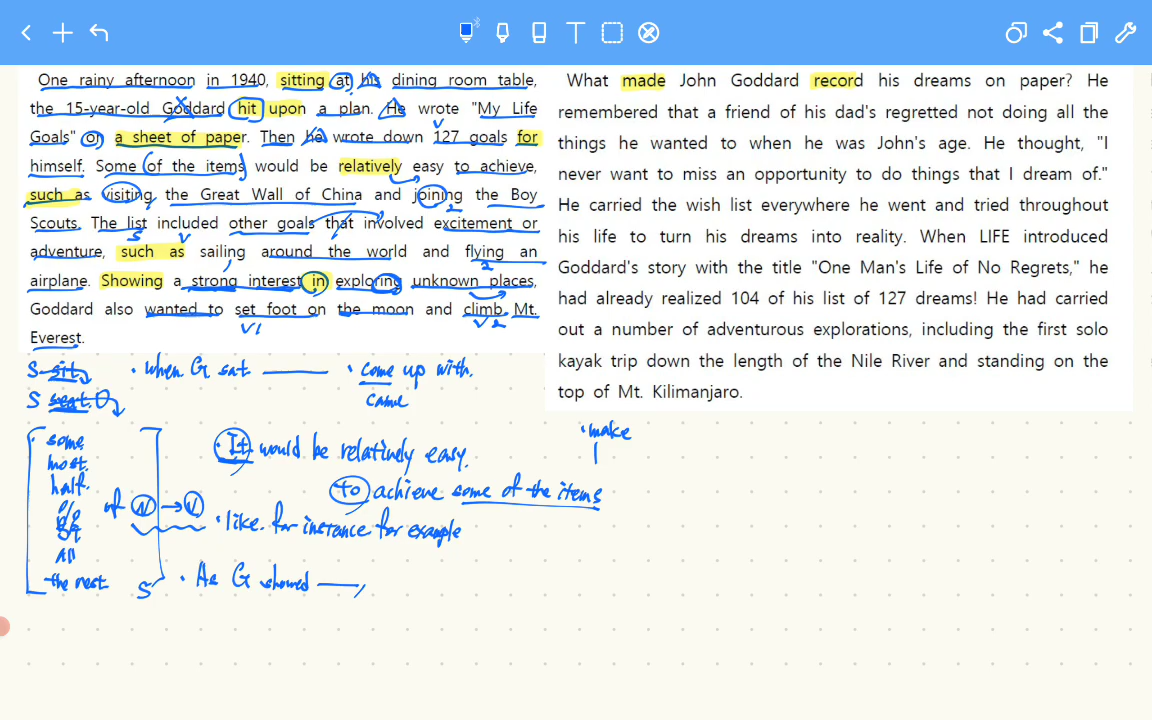 One rainy afternoon in 1940, sitting at his dining room table,
the 15-year-old Goddard hit upon a plan. He wrote "My Life
Goals" on a sheet of paper. Then he wrote down 127 goals for
himself. Some of the items would be relatively easy to achieve,
such as visiting the Great Wall of China and joining the Boy
Scouts. The list included other goals that involved excitement or
adventure, such as sailing around the world and flying an
airplane. Showing a strong interest in exploring unknown places,
Goddard also wanted to set foot on the moon and climb Mt.
Everest.
What made John Goddard record his dreams on paper? He
remembered that a friend of his dad's regretted not doing all the
things he wanted to when he was John's age. He thought, "I
never want to miss an opportunity to do things that I dream of."
He carried the wish list everywhere he went and tried throughout
his life to turn his dreams into reality. When LIFE introduced
Goddard's story with the title "One Man's Life of No Regrets," he
had already realized 104 of his list of 127 dreams! He had carried
out a number of adventurous explorations, including the first solo
kayak trip down the length of the Nile River and standing on the
top of Mt. Kilimanjaro.
S sit
S seat O
· when G sat
· come up with.
came
some
most.
half.
All
the rest
of N → V
S
· It would be relatively easy.
to achieve some of the items
· like. for instance for example
· As G showed
· make
S
V
1
2
V1
V2